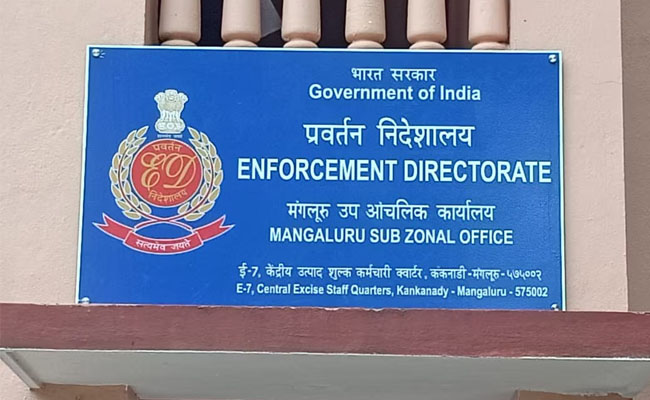 भारत सरकार
Government of India
प्रवर्तन निदेशालय
ENFORCEMENT DIRECTORATE
मंगलूरु उप आंचलिक कार्यालय
MANGALURU SUB ZONAL OFFICE
ई-7, केंद्रीय उत्पाद शुल्क कर्मचारी क्वार्टर, कंकनाडी-मंगलूरु-५७५००२
E-7, Central Excise Staff Quarters, Kankanady - Mangaluru - 575002
प्रवर्तन
ED
निदेशालय
सत्यमेव जयते